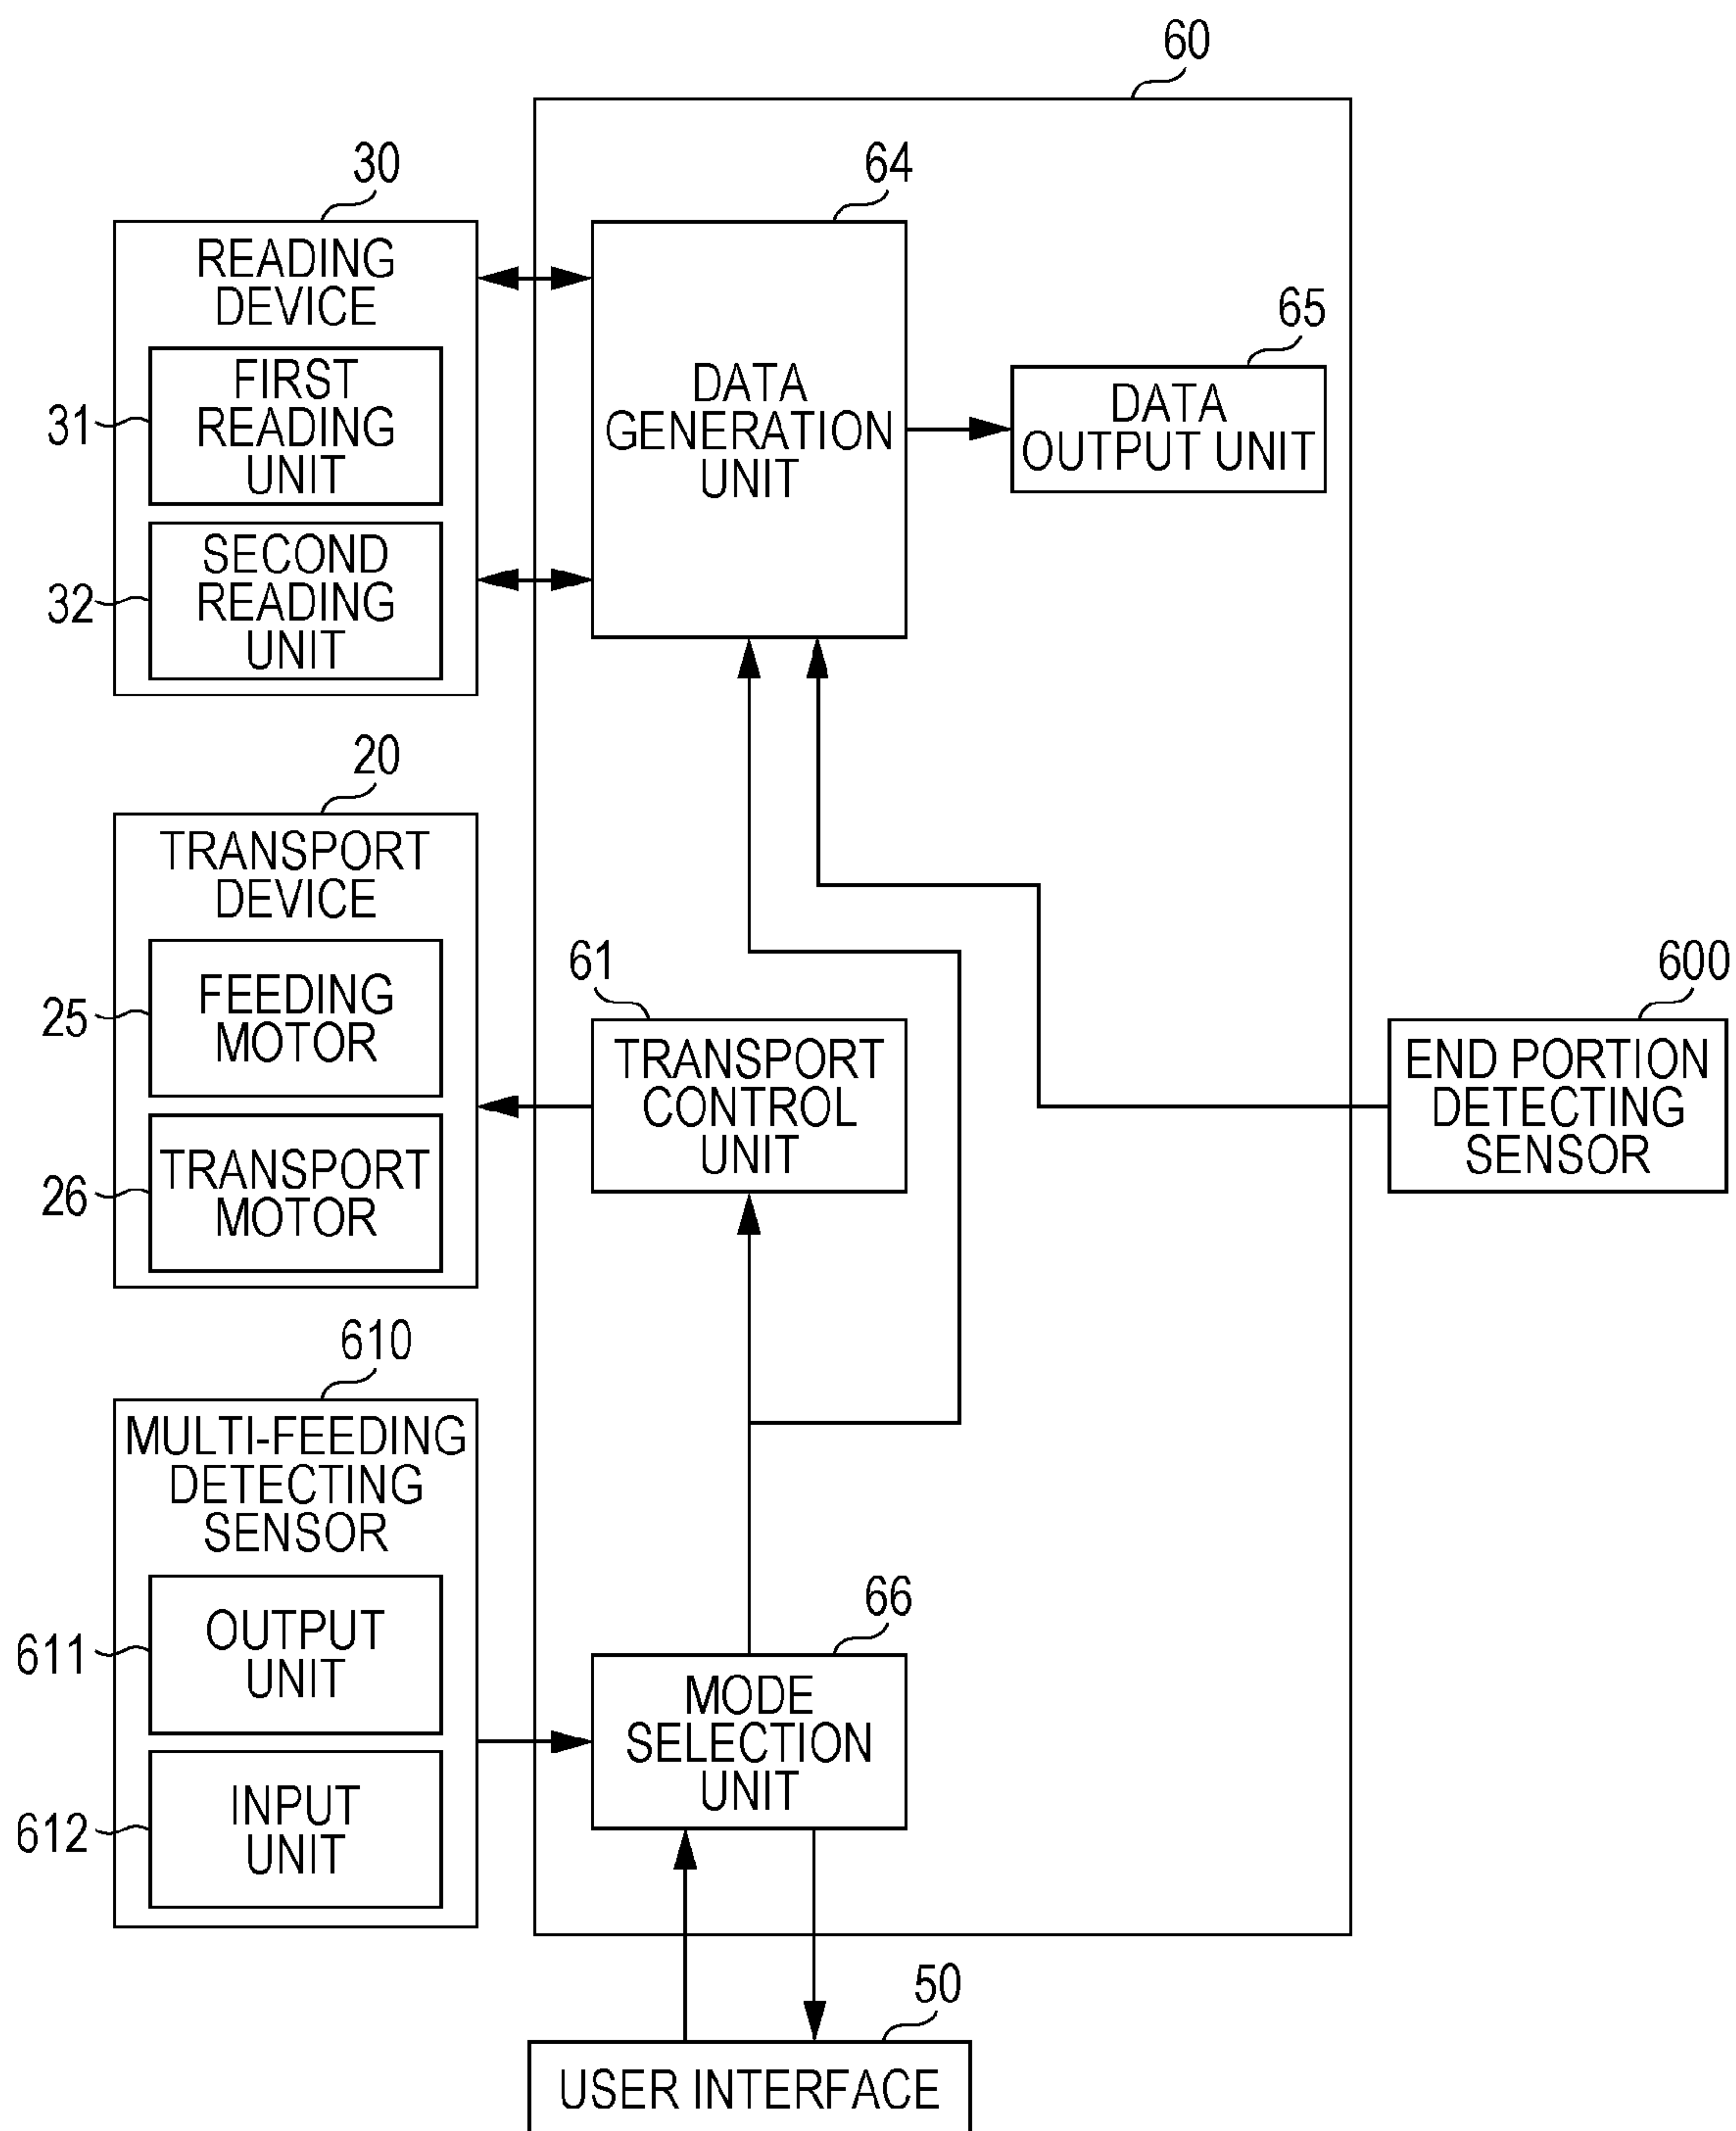 60
30
READING
DEVICE
31
FIRST
READING
UNIT
32
SECOND
READING
UNIT
64
DATA
GENERATION
UNIT
65
DATA
OUTPUT UNIT
20
TRANSPORT
DEVICE
25
FEEDING
MOTOR
26
TRANSPORT
MOTOR
61
TRANSPORT
CONTROL
UNIT
600
END PORTION
DETECTING
SENSOR
610
MULTI-FEEDING
DETECTING
SENSOR
611
OUTPUT
UNIT
612
INPUT
UNIT
66
MODE
SELECTION
UNIT
50
USER INTERFACE